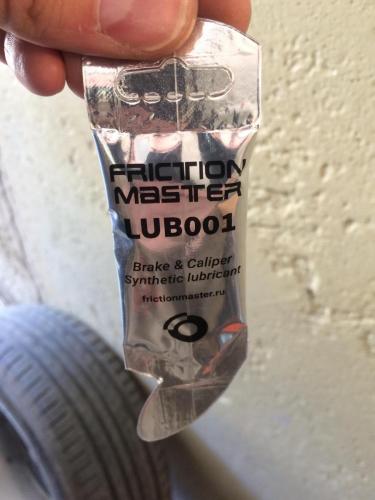 FRICTION
MASTER
LUB001
Brake & Caliper
Synthetic lubricant
frictionmaster.ru